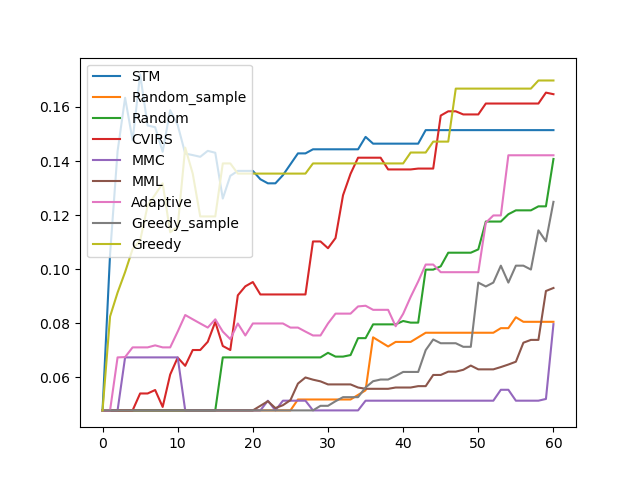 STM
Random_sample
Random
CVIRS
MMC
MML
Adaptive
Greedy_sample
Greedy
0.16
0.14
0.12
0.10
0.08
0.06
0 10 20 30 40 50 60